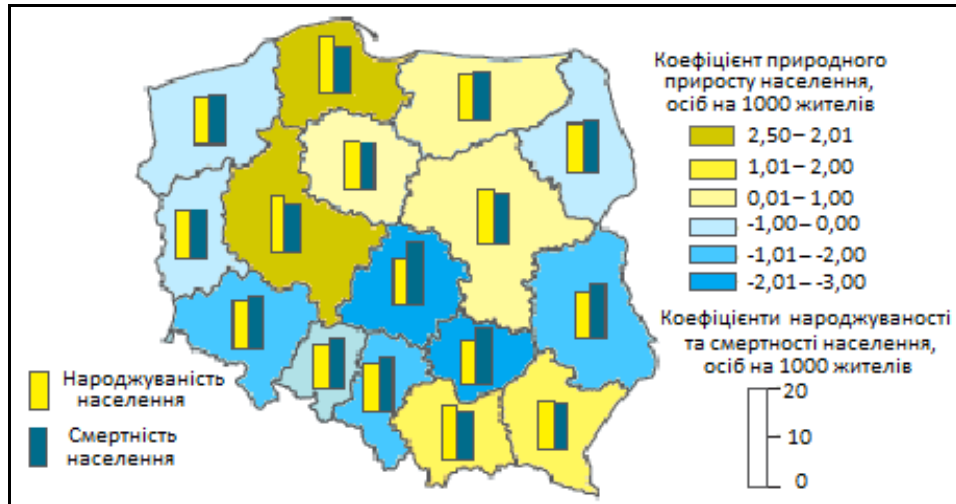 Коефіцієнт природного
приросту населення,
осіб на 1000 жителів
2,50 – 2,01
1,01 – 2,00
0,01 – 1,00
-1,00 – 0,00
-1,01 – -2,00
-2,01 – -3,00
Коефіцієнти народжуваності
та смертності населення,
осіб на 1000 жителів
20
10
0
Народжуваність
населення
Смертність
населення